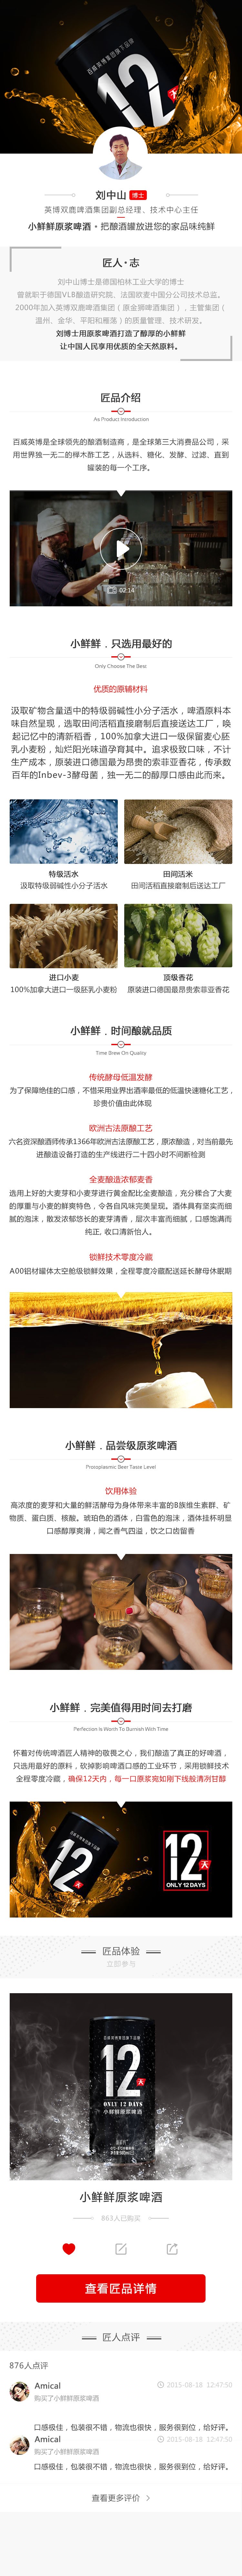 百威英博集团旗下品牌
12
天
刘中山 博士
英博双鹿啤酒集团副总经理、技术中心主任
小鲜鲜原浆啤酒·把酿酒罐放进您的家品味纯鲜
匠人·志
刘中山博士是德国柏林工业大学的博士
曾就职于德国VLB酿造研究院、法国欧麦中国分公司技术总监。
2000年加入英博双鹿啤酒集团（原金狮啤酒集团），主管集团（
温州、金华、平阳和雁荡）的质量管理、技术研发。
刘博士用原浆啤酒打造了醇厚的小鲜鲜
让中国人民享用优质的全天然原料。
匠品介绍
As Product Inroduction
百威英博是全球领先的酿酒制造商，是全球第三大消费品公司，采
用世界独一无二的榉木酢工艺，从选料、糖化、发酵、过滤、直到
罐装的每一个工序。
02:14
小鲜鲜．只选用最好的
Only Choose The Besr
优质的原辅材料
汲取矿物含量适中的特级弱碱性小分子活水，啤酒原料本
味自然呈现，选取田间活稻直接磨制后直接送达工厂，唤
起记忆中的清新稻香，100%加拿大进口一级保留麦心胚
乳小麦粉，灿烂阳光味道孕育其中。追求极致口味，不计
生产成本，原装进口德国最为昂贵的索菲亚香花，传承数
百年的Inbev-3酵母菌，独一无二的醇厚口感由此而来。
特级活水
汲取特级弱碱性小分子活水
田间活米
田间活稻直接磨制后送达工厂
进口小麦
100%加拿大进口一级胚乳小麦粉
顶级香花
原装进口德国最昂贵索菲亚香花
小鲜鲜．时间酿就品质
Time Brew On Quality
传统酵母低温发酵
为了保障绝佳的口感，不惜采用业界出酒率最低的低温快速糖化工艺，
珍贵价值由此体现
欧洲古法原酿工艺
六名资深酿酒师传承1366年欧洲古法原酿工艺，原浓酿造，对当前最先
进酿造设备打造的生产线进行二十四小时不间断检测
全麦酿造浓郁麦香
选用上好的大麦芽和小麦芽进行黄金配比全麦酿造，充分糅合了大麦
的厚重与小麦的鲜爽特色，令各自风味完美呈现。酒体具有坚实而细
腻的泡沫，散发浓郁悠长的麦芽清香，层次丰富而细腻，口感饱满而
纯正, 收口清新怡人。
锁鲜技术零度冷藏
A00铝材罐体太空舱级锁鲜效果，全程零度冷藏配送延长酵母休眠期
小鲜鲜．品尝级原浆啤酒
Protoplasmic Beer Taste Level
饮用体验
高浓度的麦芽和大量的鲜活酵母为身体带来丰富的B族维生素群、矿
物质、蛋白质、核酸。琥珀色的酒体，白雪色的泡沫，酒体挂杯明显
口感醇厚爽滑，闻之香气四溢，饮之口齿留香
小鲜鲜．完美值得用时间去打磨
Perfection Is Worth To Burnish With Time
怀着对传统啤酒匠人精神的敬畏之心，我们酿造了真正的好啤酒，
只选用最好的原料，砍掉影响啤酒口感的工业环节，采用锁鲜技术
全程零度冷藏，确保12天内，每一口原浆宛如刚下线般清冽甘醇
百威英博集团旗下品牌
12
天
12
天
ONLY 12 DAYS
匠品体验
立即参与
百威英博集团旗下品牌
12
天
ONLY 12 DAYS
小鲜鲜原浆啤酒
小鲜鲜原浆啤酒
863人已购买
查看匠品详情
匠人点评
876人点评
Amical 2015-08-18 12:47:50
购买了小鲜鲜原浆啤酒
口感极佳，包装很不错，物流也很快，服务很到位，给好评。
Amical 2015-08-18 12:47:50
购买了小鲜鲜原浆啤酒
口感极佳，包装很不错，物流也很快，服务很到位，给好评。
查看更多评价